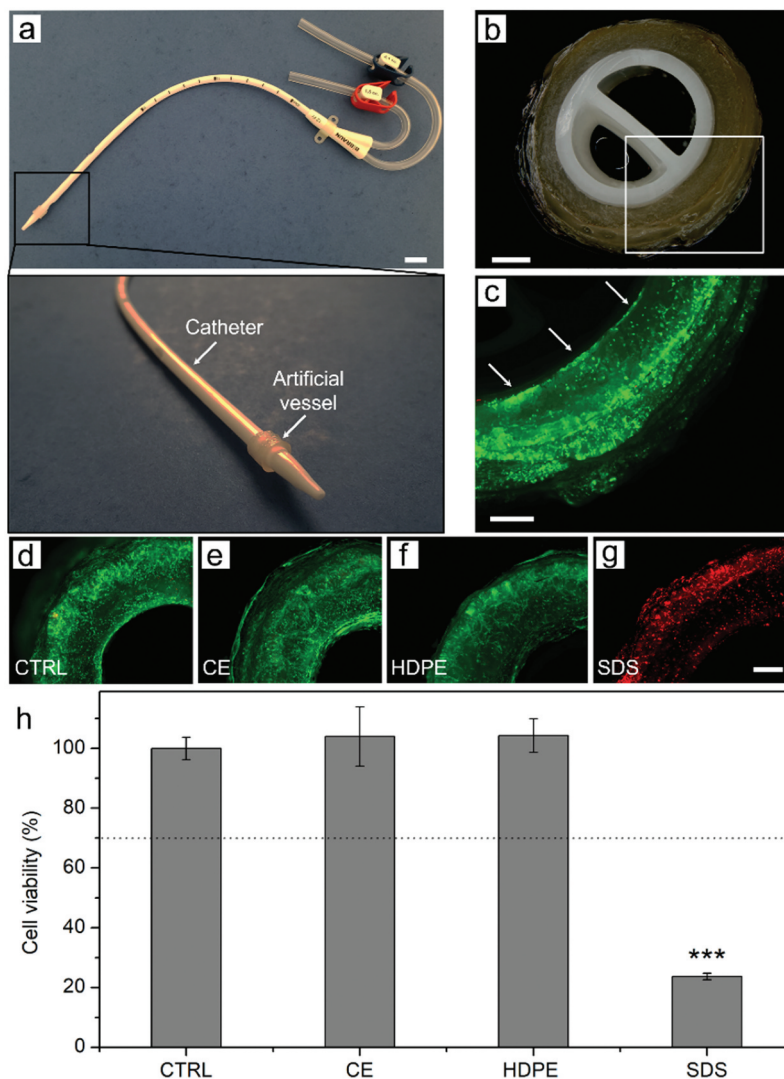 a
B|BRAUN
b
Catheter
Artificial
vessel
c
d
CTRL
e
CE
f
HDPE
g
SDS
h
Cell viability (%)
100
80
60
40
20
0
***
CTRL
CE
HDPE
SDS